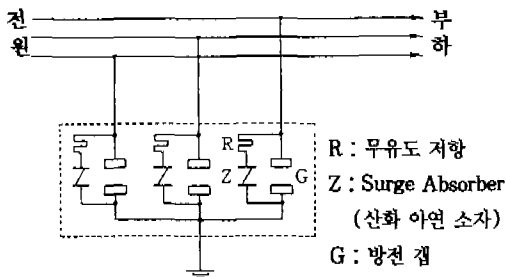 전 부
원 하
R
Z G
R : 무유도 저항
Z : Surge Absorber
(산화 아연 소자)
G : 방전 갭